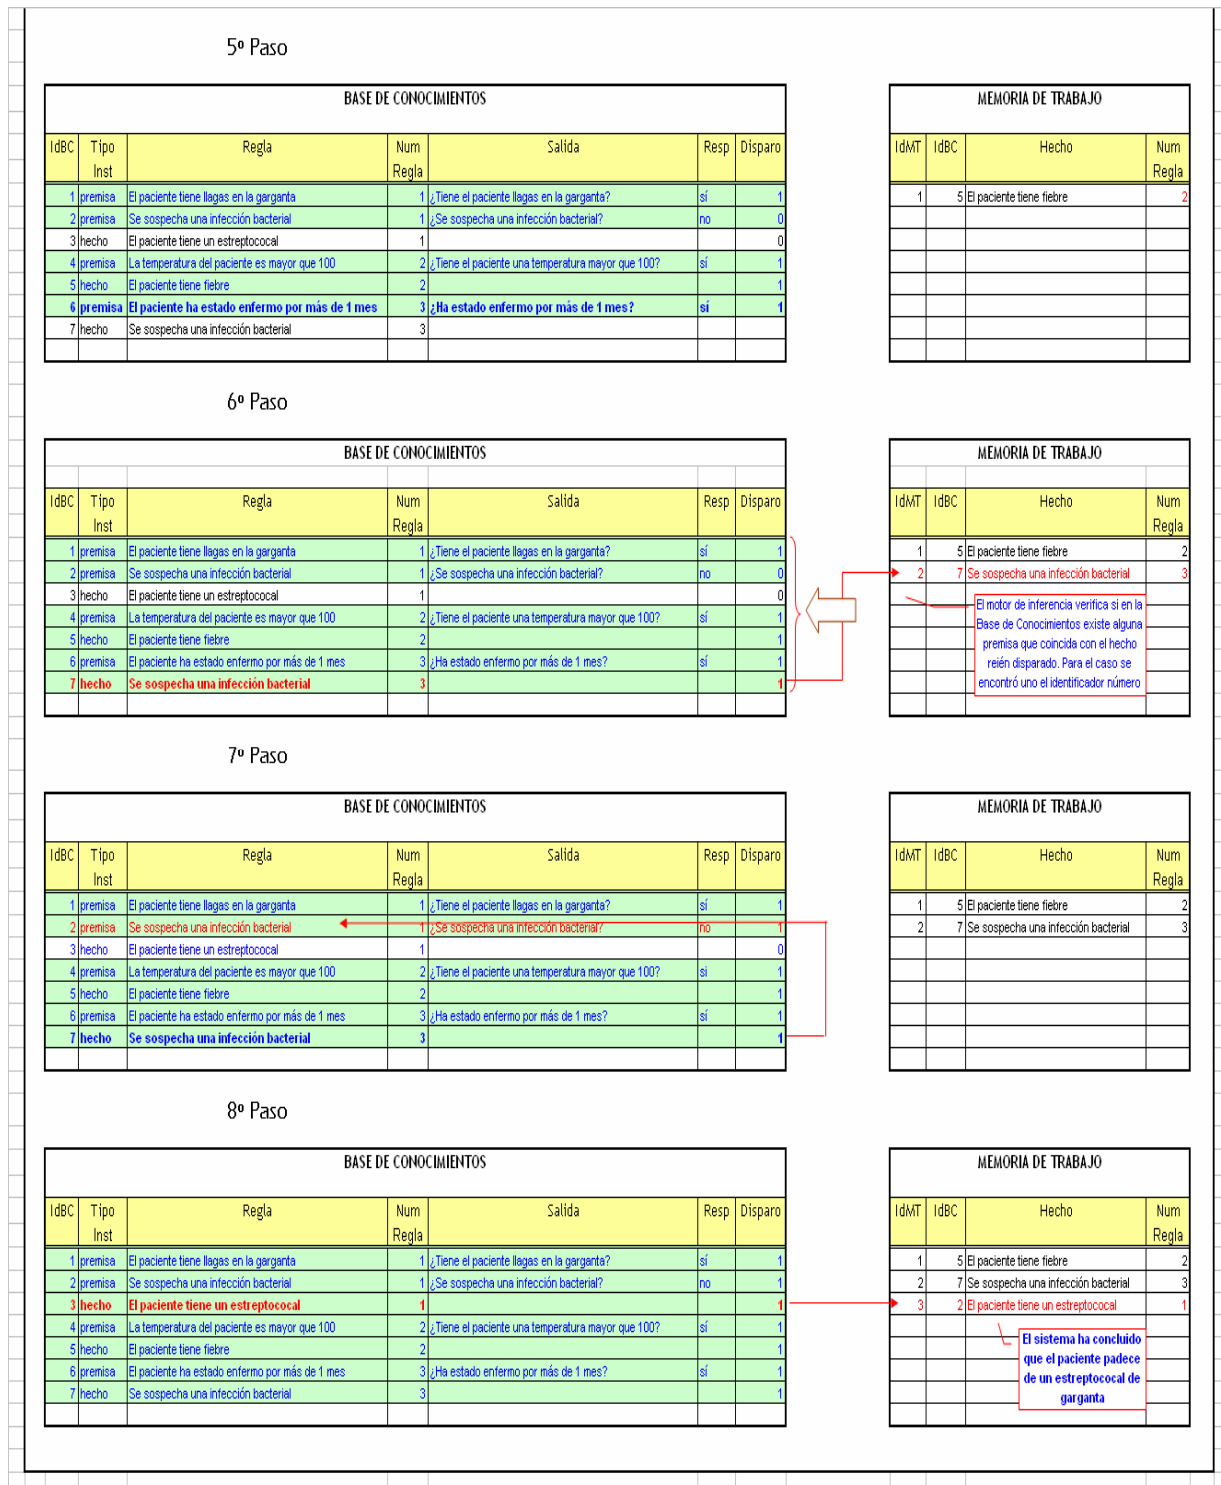 5º Paso
BASE DE CONOCIMIENTOS MEMORIA DE TRABAJO
IdBC Tipo Inst Regla Num Regla Salida Resp Disparo IdMT IdBC Hecho Num Regla
1 premisa El paciente tiene llagas en la garganta 1 ¿Tiene el paciente llagas en la garganta? sí 1 1 5 El paciente tiene fiebre 2
2 premisa Se sospecha una infección bacterial 1 ¿Se sospecha una infección bacterial? no 0
3 hecho El paciente tiene un estreptococal 1 0
4 premisa La temperatura del paciente es mayor que 100 2 ¿Tiene el paciente una temperatura mayor que 100? sí 1
5 hecho El paciente tiene fiebre 2 1
6 premisa El paciente ha estado enfermo por más de 1 mes 3 ¿Ha estado enfermo por más de 1 mes? sí 1
7 hecho Se sospecha una infección bacterial 3
6º Paso
BASE DE CONOCIMIENTOS MEMORIA DE TRABAJO
IdBC Tipo Inst Regla Num Regla Salida Resp Disparo IdMT IdBC Hecho Num Regla
1 premisa El paciente tiene llagas en la garganta 1 ¿Tiene el paciente llagas en la garganta? sí 1 1 5 El paciente tiene fiebre 2
2 premisa Se sospecha una infección bacterial 1 ¿Se sospecha una infección bacterial? no 0 2 7 Se sospecha una infección bacterial 3
3 hecho El paciente tiene un estreptococal 1 0
4 premisa La temperatura del paciente es mayor que 100 2 ¿Tiene el paciente una temperatura mayor que 100? sí 1
5 hecho El paciente tiene fiebre 2 1
6 premisa El paciente ha estado enfermo por más de 1 mes 3 ¿Ha estado enfermo por más de 1 mes? sí 1
7 hecho Se sospecha una infección bacterial 3 1
El motor de inferencia verifica si en la
Base de Conocimientos existe alguna
premisa que coincida con el hecho
reién disparado. Para el caso se
encontró uno el identificador número
7º Paso
BASE DE CONOCIMIENTOS MEMORIA DE TRABAJO
IdBC Tipo Inst Regla Num Regla Salida Resp Disparo IdMT IdBC Hecho Num Regla
1 premisa El paciente tiene llagas en la garganta 1 ¿Tiene el paciente llagas en la garganta? sí 1 1 5 El paciente tiene fiebre 2
2 premisa Se sospecha una infección bacterial 1 ¿Se sospecha una infección bacterial? no 1 2 7 Se sospecha una infección bacterial 3
3 hecho El paciente tiene un estreptococal 1 0
4 premisa La temperatura del paciente es mayor que 100 2 ¿Tiene el paciente una temperatura mayor que 100? si 1
5 hecho El paciente tiene fiebre 2 1
6 premisa El paciente ha estado enfermo por más de 1 mes 3 ¿Ha estado enfermo por más de 1 mes? sí 1
7 hecho Se sospecha una infección bacterial 3 1
8º Paso
BASE DE CONOCIMIENTOS MEMORIA DE TRABAJO
IdBC Tipo Inst Regla Num Regla Salida Resp Disparo IdMT IdBC Hecho Num Regla
1 premisa El paciente tiene llagas en la garganta 1 ¿Tiene el paciente llagas en la garganta? sí 1 1 5 El paciente tiene fiebre 2
2 premisa Se sospecha una infección bacterial 1 ¿Se sospecha una infección bacterial? no 1 2 7 Se sospecha una infección bacterial 3
3 hecho El paciente tiene un estreptococal 1 1 3 2 El paciente tiene un estreptococal 1
4 premisa La temperatura del paciente es mayor que 100 2 ¿Tiene el paciente una temperatura mayor que 100? sí 1
5 hecho El paciente tiene fiebre 2 1
6 premisa El paciente ha estado enfermo por más de 1 mes 3 ¿Ha estado enfermo por más de 1 mes? sí 1
7 hecho Se sospecha una infección bacterial 3 1
El sistema ha concluido
que el paciente padece
de un estreptococal de
garganta